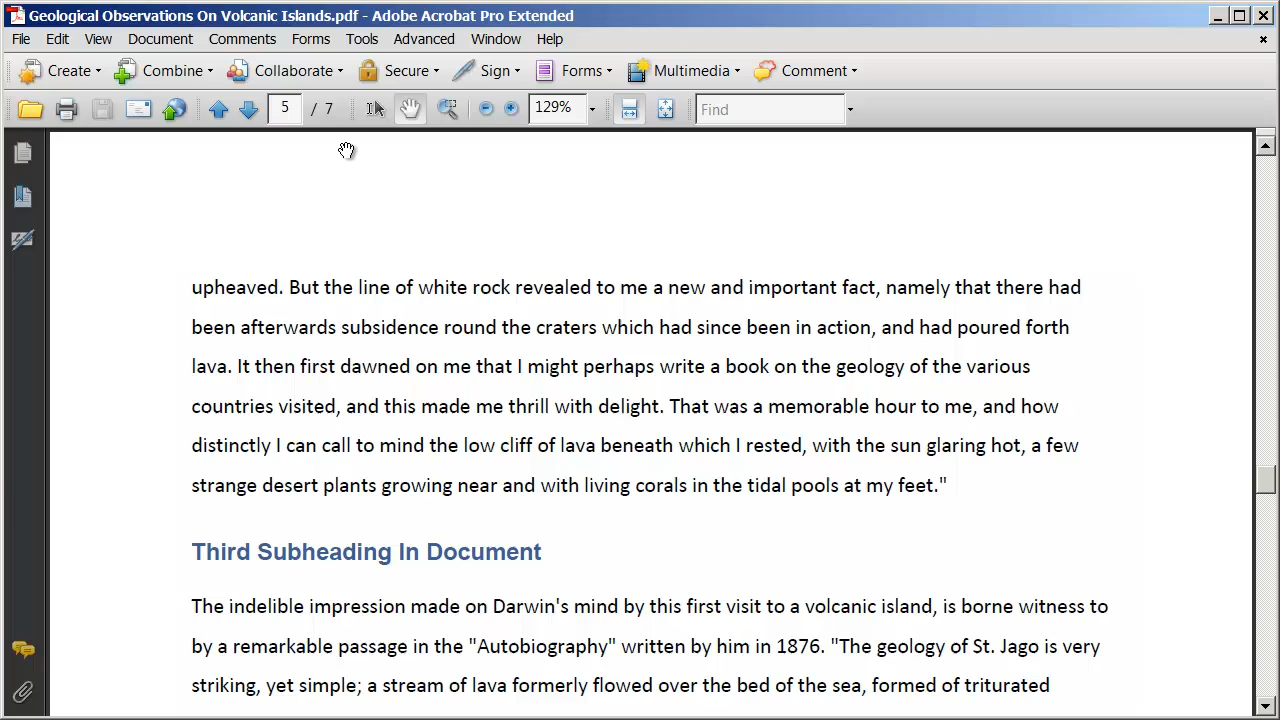 Geological Observations On Volcanic Islands.pdf - Adobe Acrobat Pro Extended
File Edit View Document Comments Forms Tools Advanced Window Help
Create Combine Collaborate Secure Sign Forms Multimedia Comment
5 / 7 129% Find
upheaved. But the line of white rock revealed to me a new and important fact, namely that there had
been afterwards subsidence round the craters which had since been in action, and had poured forth
lava. It then first dawned on me that I might perhaps write a book on the geology of the various
countries visited, and this made me thrill with delight. That was a memorable hour to me, and how
distinctly I can call to mind the low cliff of lava beneath which I rested, with the sun glaring hot, a few
strange desert plants growing near and with living corals in the tidal pools at my feet."
Third Subheading In Document
The indelible impression made on Darwin's mind by this first visit to a volcanic island, is borne witness to
by a remarkable passage in the "Autobiography" written by him in 1876. "The geology of St. Jago is very
striking, yet simple; a stream of lava formerly flowed over the bed of the sea, formed of triturated